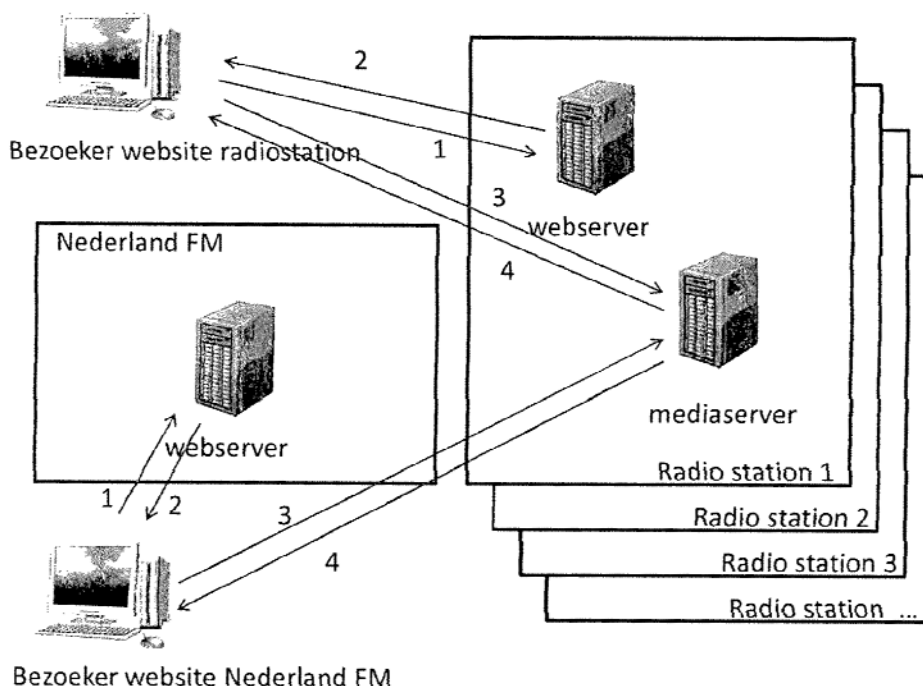 2
Bezoeker website radiostation
1
3
webserver
Nederland FM
4
webserver
mediaserver
Radio station 1
1
2
3
Radio station 2
4
Radio station 3
Radio station ...
Bezoeker website Nederland FM